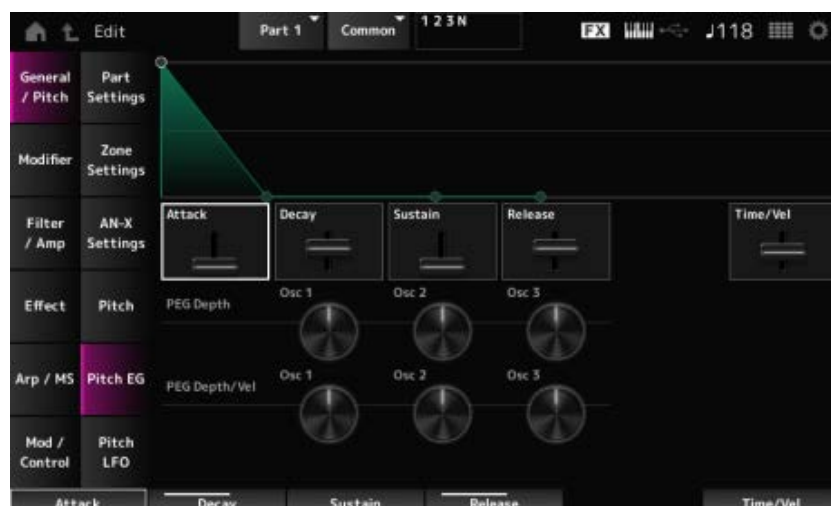 Edit
Part 1
Common
1 2 3 N
FX
♩118
General / Pitch
Part Settings
Modifier
Zone Settings
Filter / Amp
AN-X Settings
Effect
Pitch
Arp / MS
Pitch EG
Mod / Control
Pitch LFO
Attack
Decay
Sustain
Release
Time/Vel
PEG Depth
Osc 1
Osc 2
Osc 3
PEG Depth/Vel
Osc 1
Osc 2
Osc 3
Attack
Decay
Sustain
Release
Time/Vel